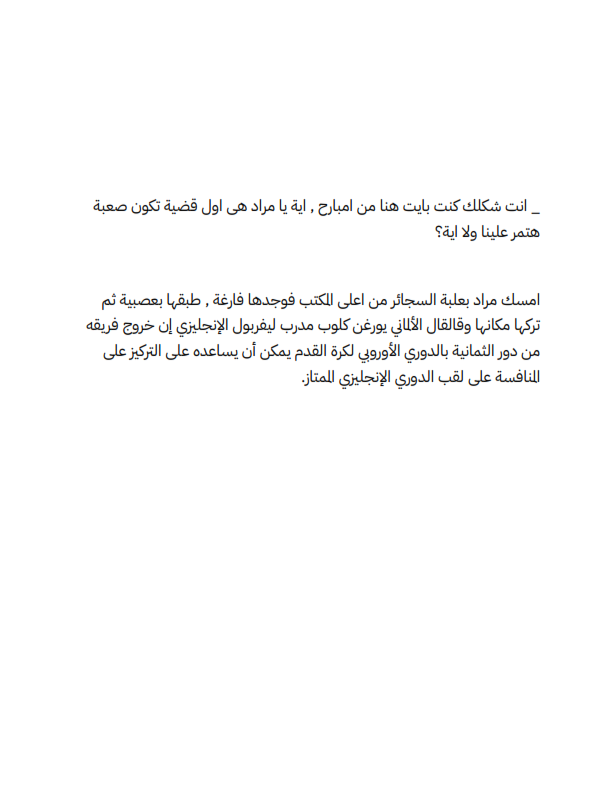 _ انت شكلك كنت بايت هنا من امبارح , اية يا مراد هى اول قضية تكون صعبة
هتمر علينا ولا اية؟
امسك مراد بعلبة السجائر من اعلى المكتب فوجدها فارغة , طبقها بعصبية ثم
تركها مكانها وقالقال الألماني يورغن كلوب مدرب ليفربول الإنجليزي إن خروج فريقه
من دور الثمانية بالدوري الأوروبي لكرة القدم يمكن أن يساعده على التركيز على
المنافسة على لقب الدوري الإنجليزي الممتاز.